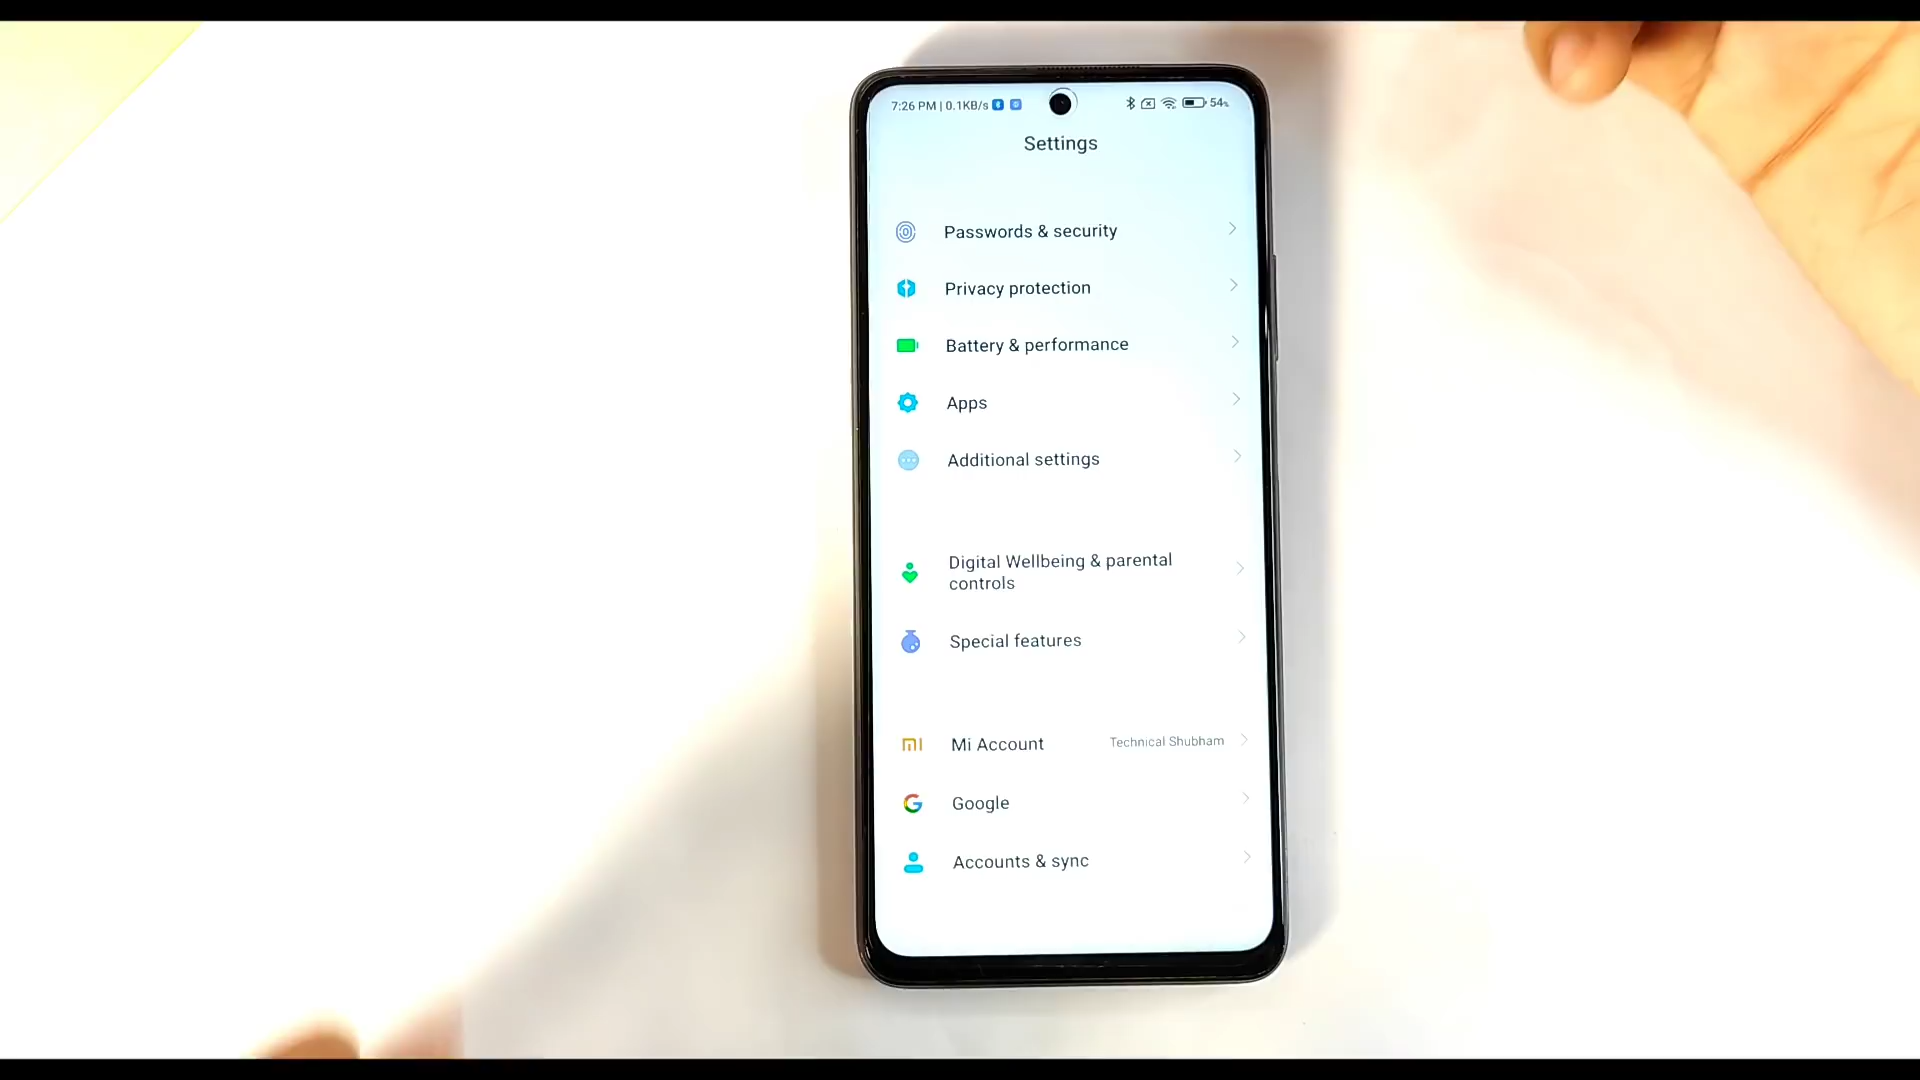 7:26 PM | 0.1KB/s 54%
Settings
Passwords & security
Privacy protection
Battery & performance
Apps
Additional settings
Digital Wellbeing & parental
controls
Special features
Mi Account Technical Shubham
Google
Accounts & sync